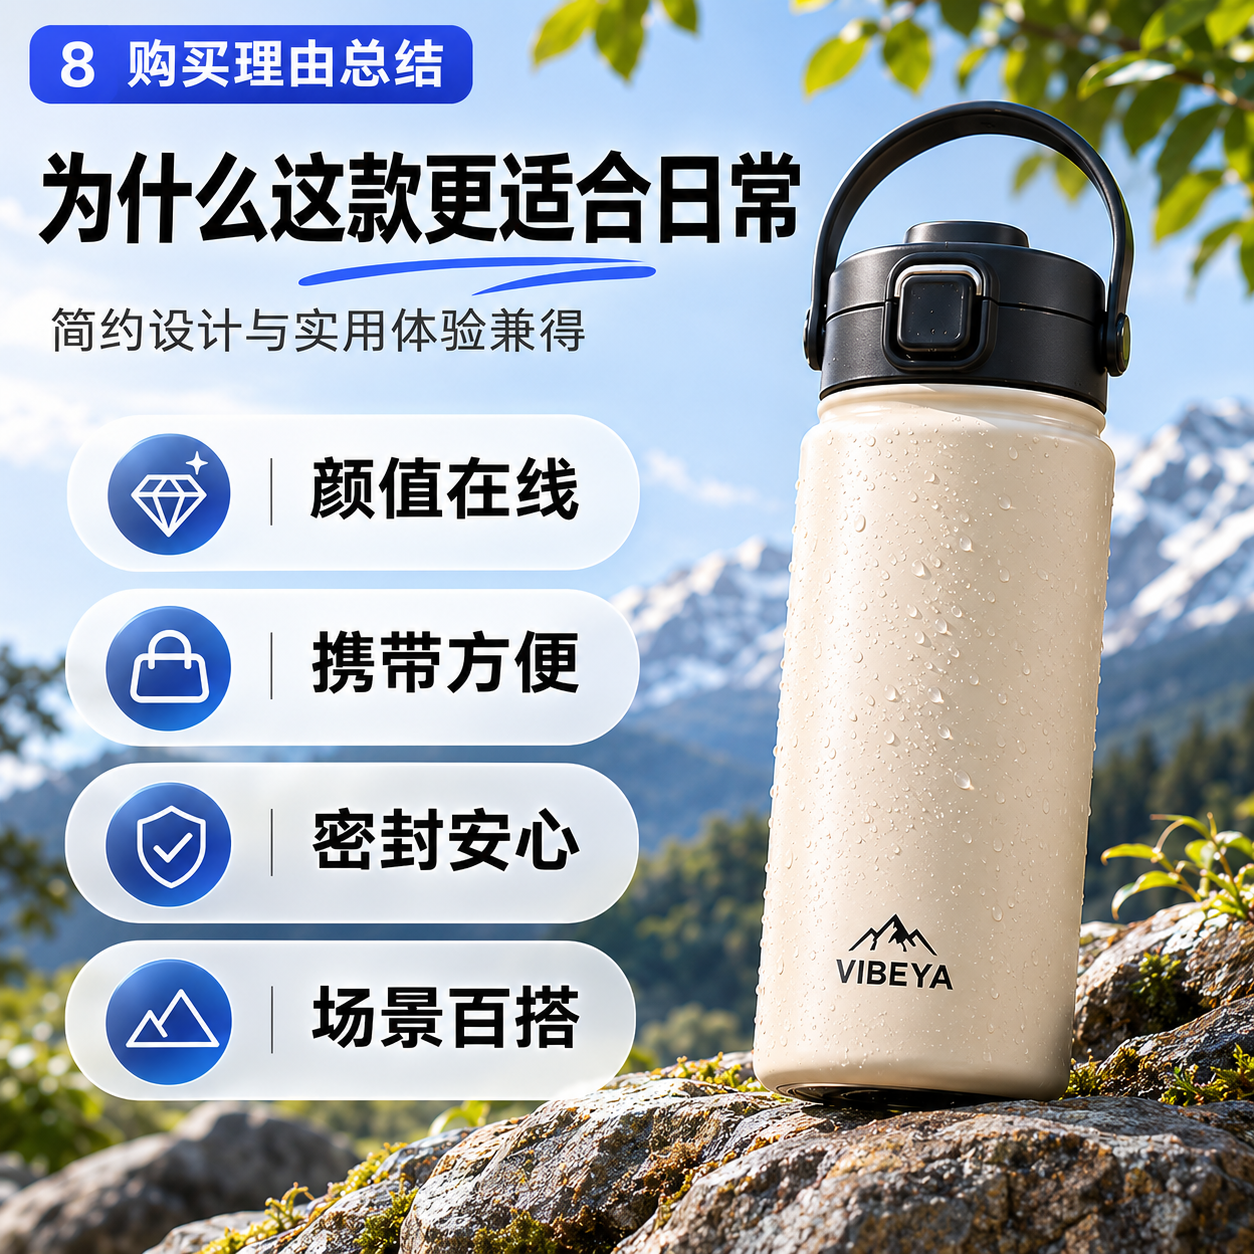 8 购买理由总结
为什么这款更适合日常
简约设计与实用体验兼得
颜值在线
携带方便
密封安心
场景百搭
VIBEYA